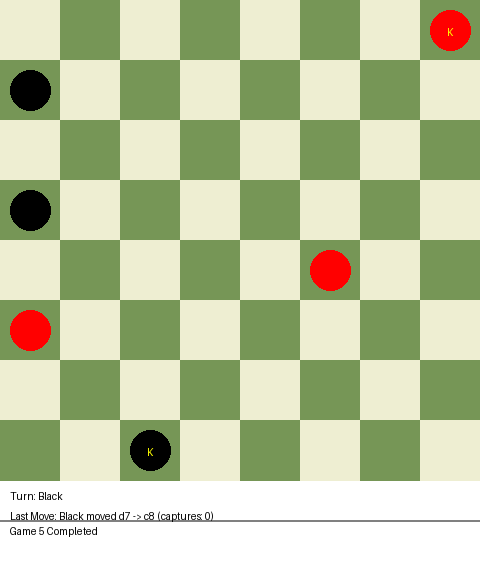 K
K
Turn: Black
Last Move: Black moved d7 -> c8 (captures: 0)
Game 5 Completed